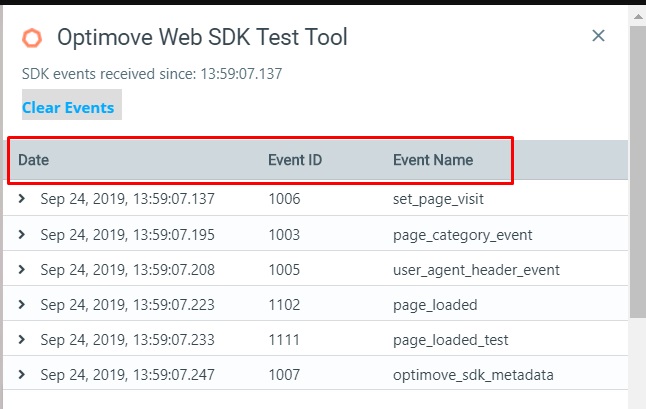 Optimove Web SDK Test Tool
SDK events received since: 13:59:07.137
Clear Events
Date Event ID Event Name
Sep 24, 2019, 13:59:07.137 1006 set_page_visit
Sep 24, 2019, 13:59:07.195 1003 page_category_event
Sep 24, 2019, 13:59:07.208 1005 user_agent_header_event
Sep 24, 2019, 13:59:07.223 1102 page_loaded
Sep 24, 2019, 13:59:07.233 1111 page_loaded_test
Sep 24, 2019, 13:59:07.247 1007 optimove_sdk_metadata